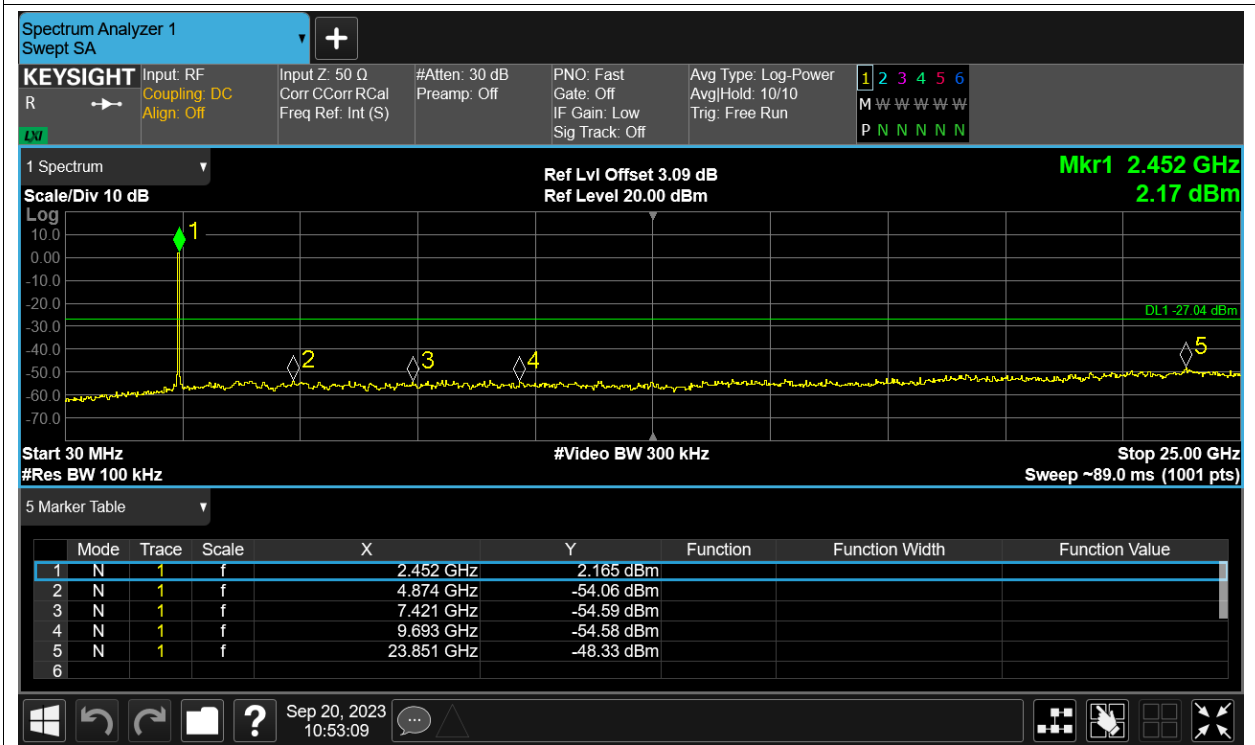 Spectrum Analyzer 1
Swept SA
+
KEYSIGHT
R
LXI
Input: RF
Coupling: DC
Align: Off
Input Z: 50 Ω
Corr CCorr RCal
Freq Ref: Int (S)
#Atten: 30 dB
Preamp: Off
PNO: Fast
Gate: Off
IF Gain: Low
Sig Track: Off
Avg Type: Log-Power
Avg|Hold: 10/10
Trig: Free Run
1 2 3 4 5 6
M W W W W W
P N N N N N
1 Spectrum
Scale/Div 10 dB
Ref Lvl Offset 3.09 dB
Ref Level 20.00 dBm
Mkr1 2.452 GHz
2.17 dBm
Log
10.0
0.00
-10.0
-20.0
-30.0
-40.0
-50.0
-60.0
-70.0
1
2
3
4
5
DL1 -27.04 dBm
Start 30 MHz
#Video BW 300 kHz
Stop 25.00 GHz
#Res BW 100 kHz
Sweep ~89.0 ms (1001 pts)
5 Marker Table
Mode Trace Scale X Y Function Function Width Function Value
1 N 1 f 2.452 GHz 2.165 dBm
2 N 1 f 4.874 GHz -54.06 dBm
3 N 1 f 7.421 GHz -54.59 dBm
4 N 1 f 9.693 GHz -54.58 dBm
5 N 1 f 23.851 GHz -48.33 dBm
6
?
Sep 20, 2023
10:53:09